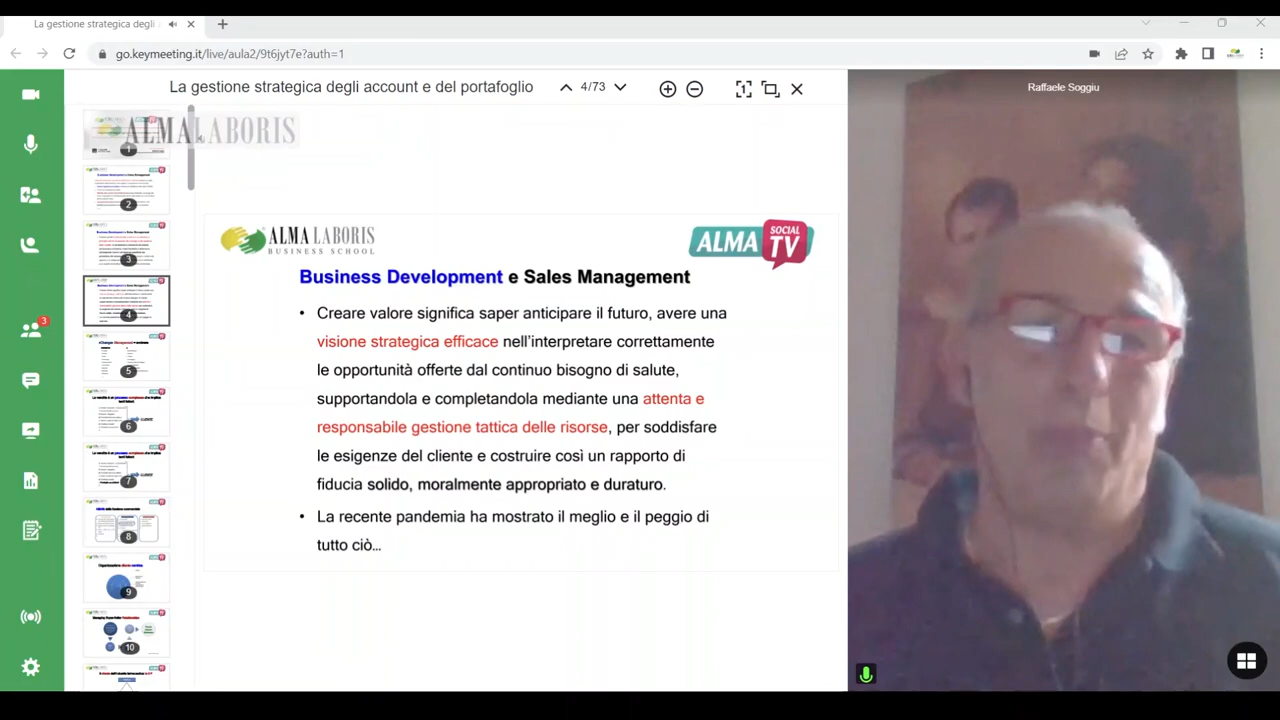 La gestione strategica degli
go.keymeeting.it/live/aula2/9t6jyt7e?auth=1
La gestione strategica degli account e del portafoglio
4/73
Raffaele Soggiu
ALMA LABORIS
1
2
3
3
4
5
6
7
8
9
10
ALMA LABORIS
BUSINESS SCHOOL
ALMA SOCIAL TV
Business Development e Sales Management
• Creare valore significa saper anticipare il futuro, avere una
visione strategica efficace nell'interpretare correttamente
le opportunità offerte dal continuo bisogno di salute,
supportandola e completandola mediante una attenta e
responsabile gestione tattica delle risorse, per soddisfare
le esigenze del cliente e costruire così un rapporto di
fiducia solido, moralmente appropriato e duraturo.
• La recente pandemia ha mostrato il meglio e il peggio di
tutto ciò...